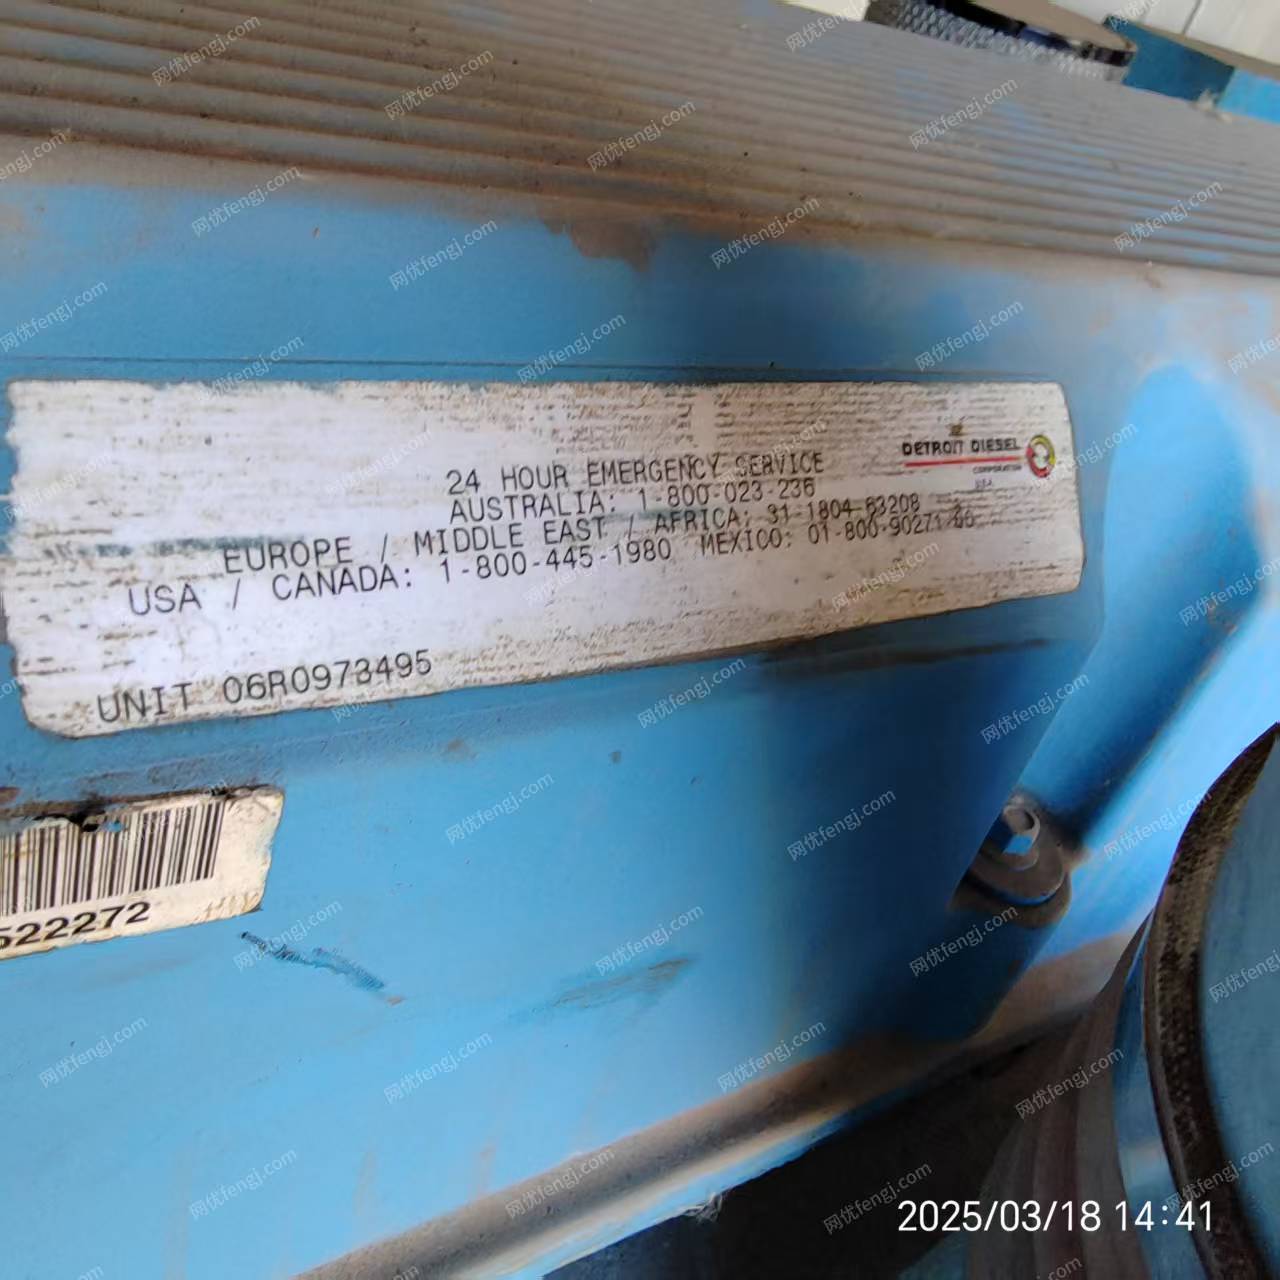 DETROIT DIESEL
CORPORATION
USA
24 HOUR EMERGENCY SERVICE
AUSTRALIA: 1-800-023-236
EUROPE / MIDDLE EAST / AFRICA: 31-1804-63208
USA / CANADA: 1-800-445-1980 MEXICO: 01-800-90271-00
UNIT 06R0973495
522272
2025/03/18 14:41
网优fengj.com